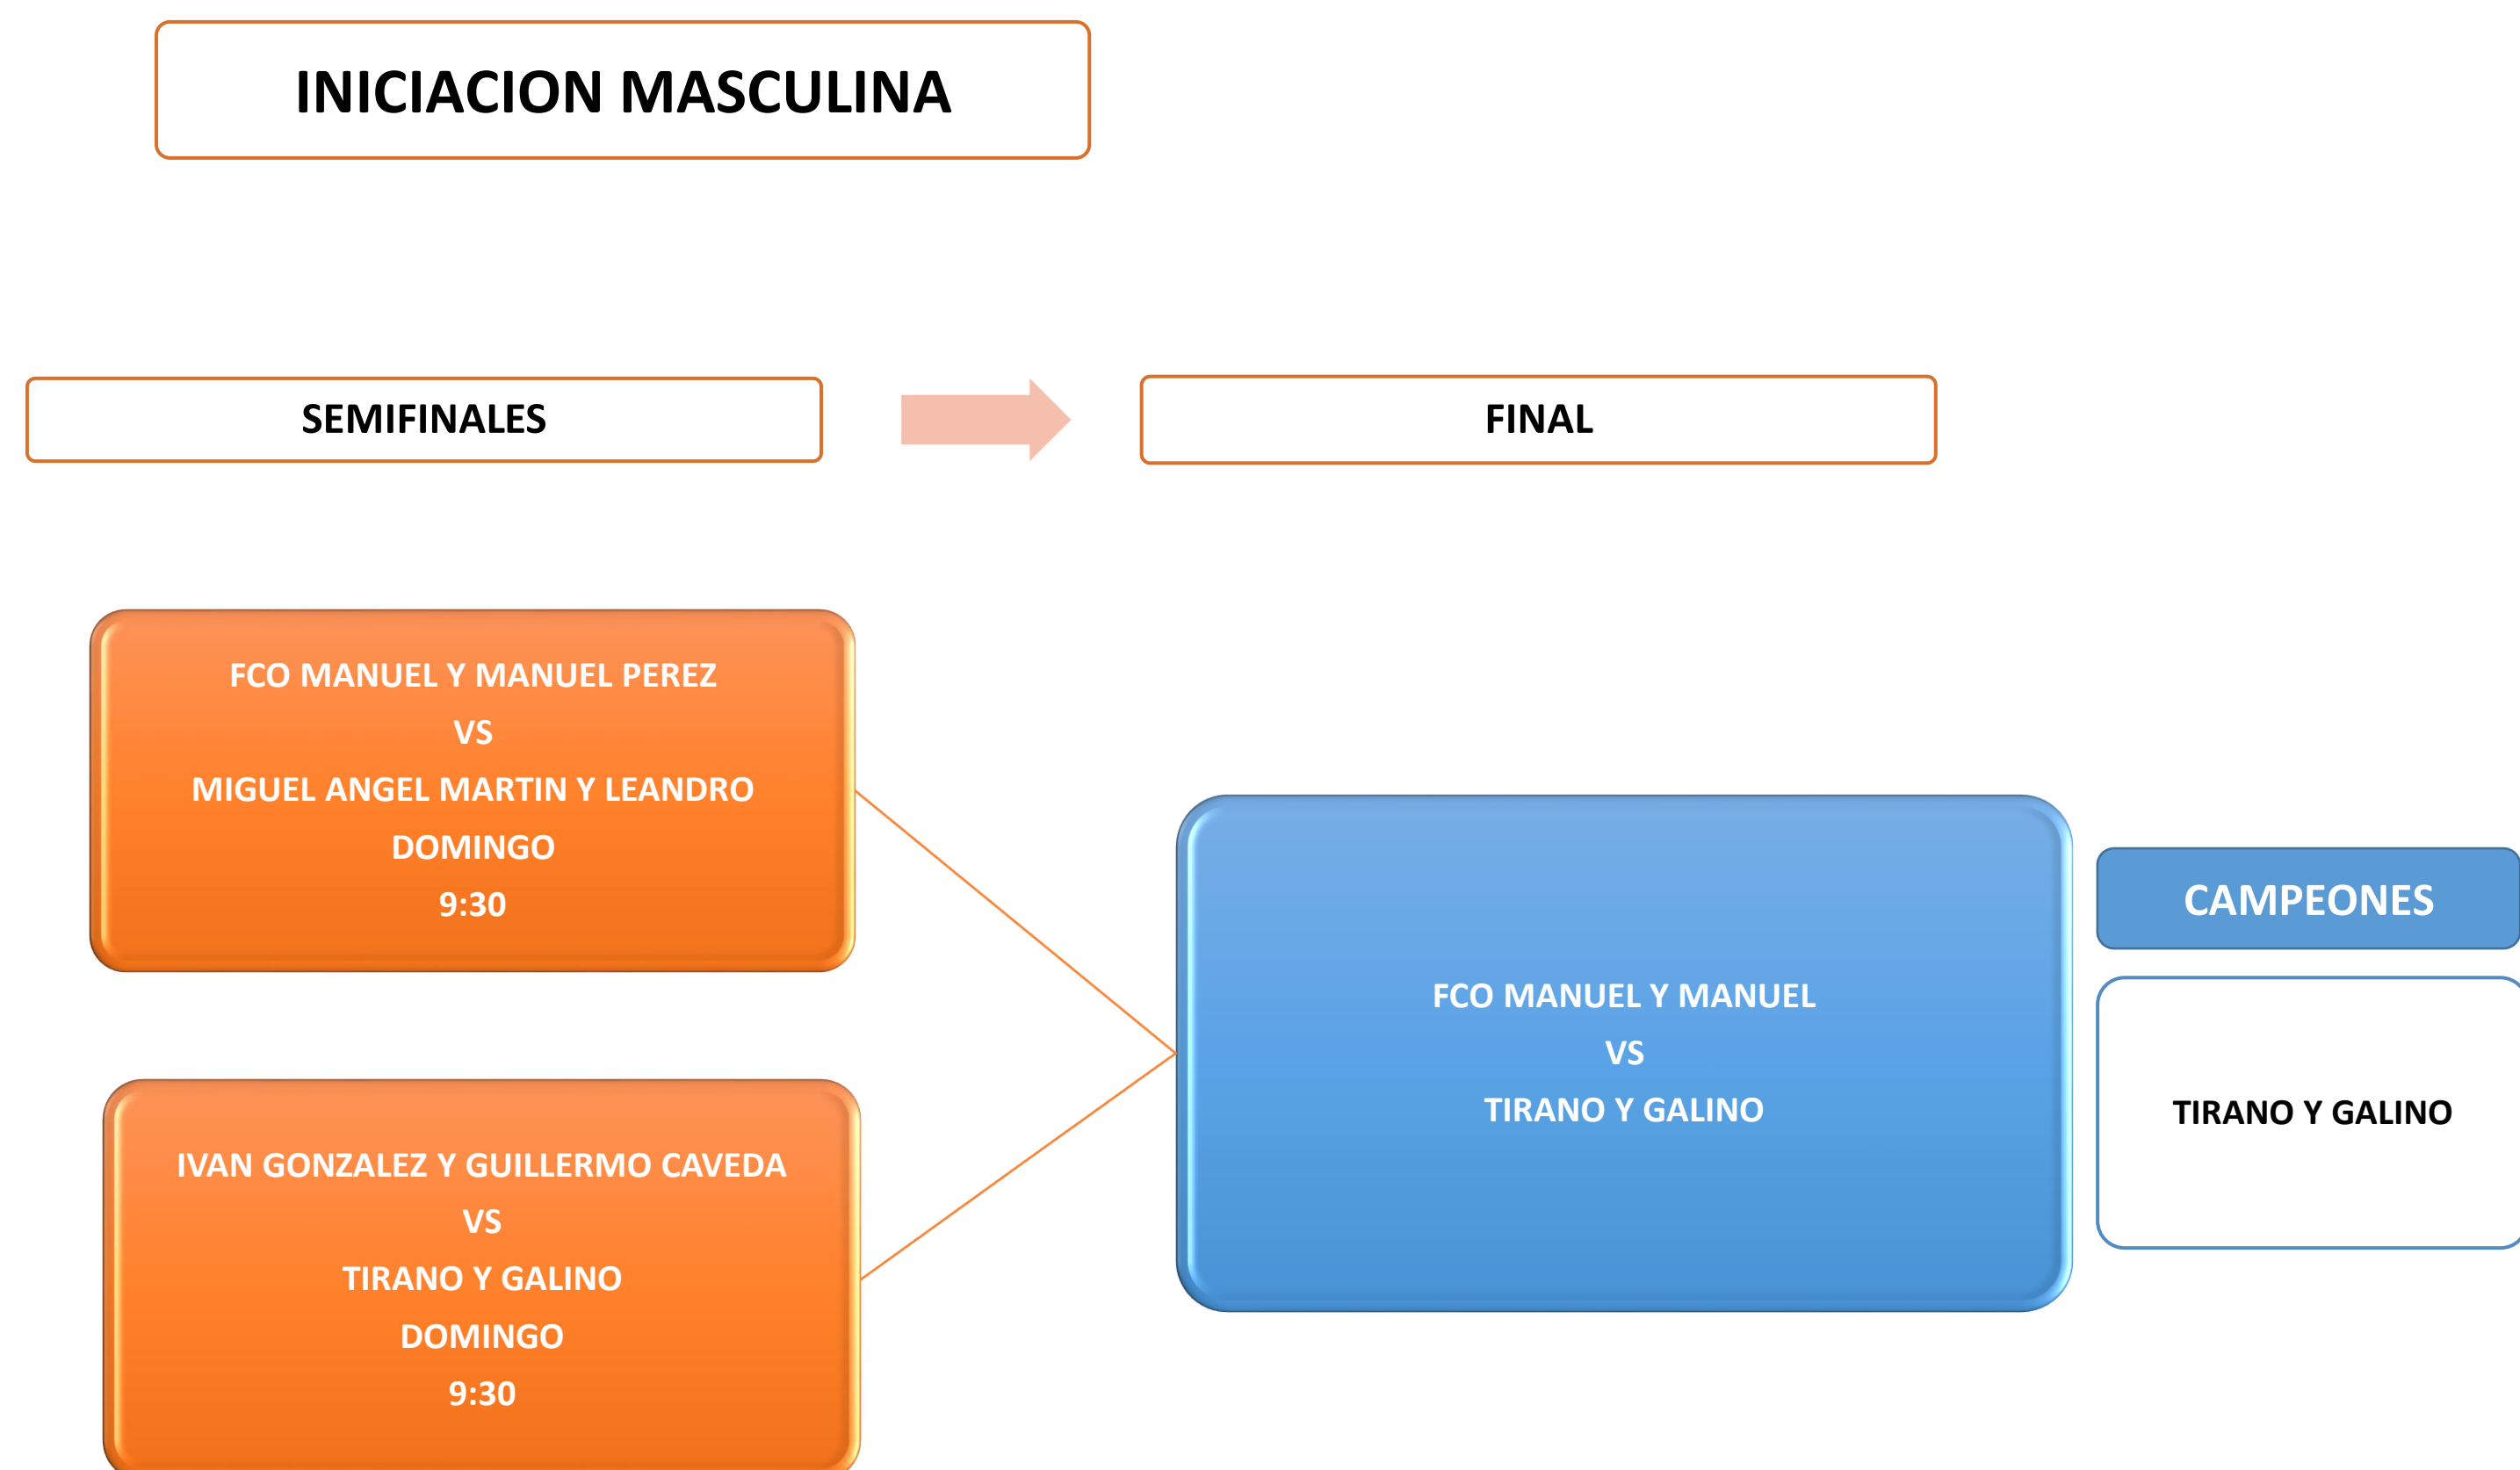 INICIACION MASCULINA
SEMIFINALES
FINAL
FCO MANUEL Y MANUEL PEREZ
VS
MIGUEL ANGEL MARTIN Y LEANDRO
DOMINGO
9:30
IVAN GONZALEZ Y GUILLERMO CAVEDA
VS
TIRANO Y GALINO
DOMINGO
9:30
FCO MANUEL Y MANUEL
VS
TIRANO Y GALINO
CAMPEONES
TIRANO Y GALINO